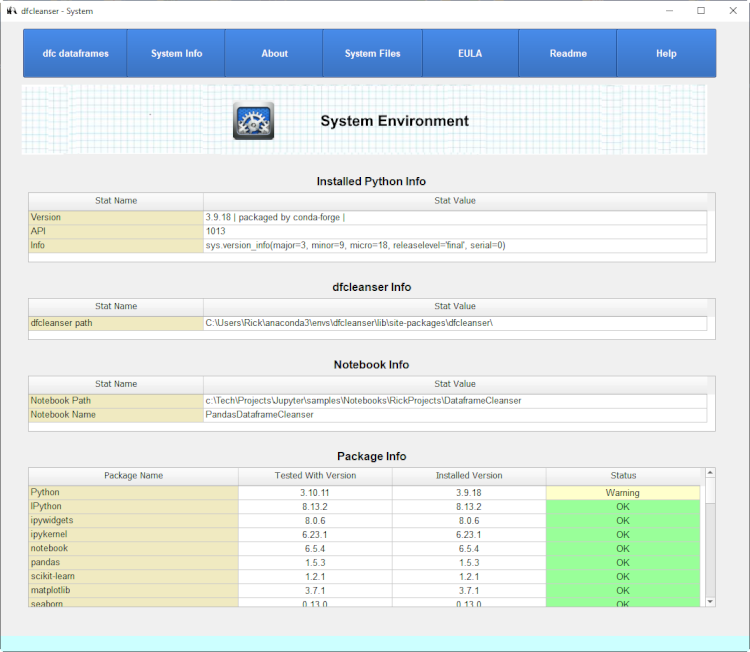 dfcleanser - System
dfc dataframes System Info About System Files EULA Readme Help
System Environment
Installed Python Info
Stat Name Stat Value
Version 3.9.18 | packaged by conda-forge |
API 1013
Info sys.version_info(major=3, minor=9, micro=18, releaselevel='final', serial=0)
dfcleanser Info
Stat Name Stat Value
dfcleanser path C:\Users\Rick\anaconda3\envs\dfcleanser\lib\site-packages\dfcleanser\
Notebook Info
Stat Name Stat Value
Notebook Path c:\Tech\Projects\Jupyter\samples\Notebooks\RickProjects\DataframeCleanser
Notebook Name PandasDataframeCleanser
Package Info
Package Name Tested With Version Installed Version Status
Python 3.10.11 3.9.18 Warning
IPython 8.13.2 8.13.2 OK
ipywidgets 8.0.6 8.0.6 OK
ipykernel 6.23.1 6.23.1 OK
notebook 6.5.4 6.5.4 OK
pandas 1.5.3 1.5.3 OK
scikit-learn 1.2.1 1.2.1 OK
matplotlib 3.7.1 3.7.1 OK
seaborn 0.13.0 0.13.0 OK